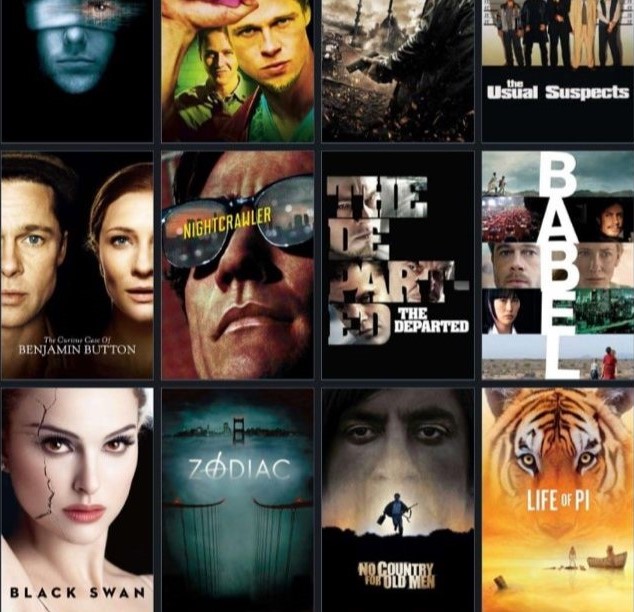 the
Usual Suspects
The Curious Case Of
BENJAMIN BUTTON
NIGHTCRAWLER
THE
DE
PART-
ED
THE
DEPARTED
BABEL
BLACK SWAN
ZODIAC
NO COUNTRY
FOR OLD MEN
LIFE OF PI